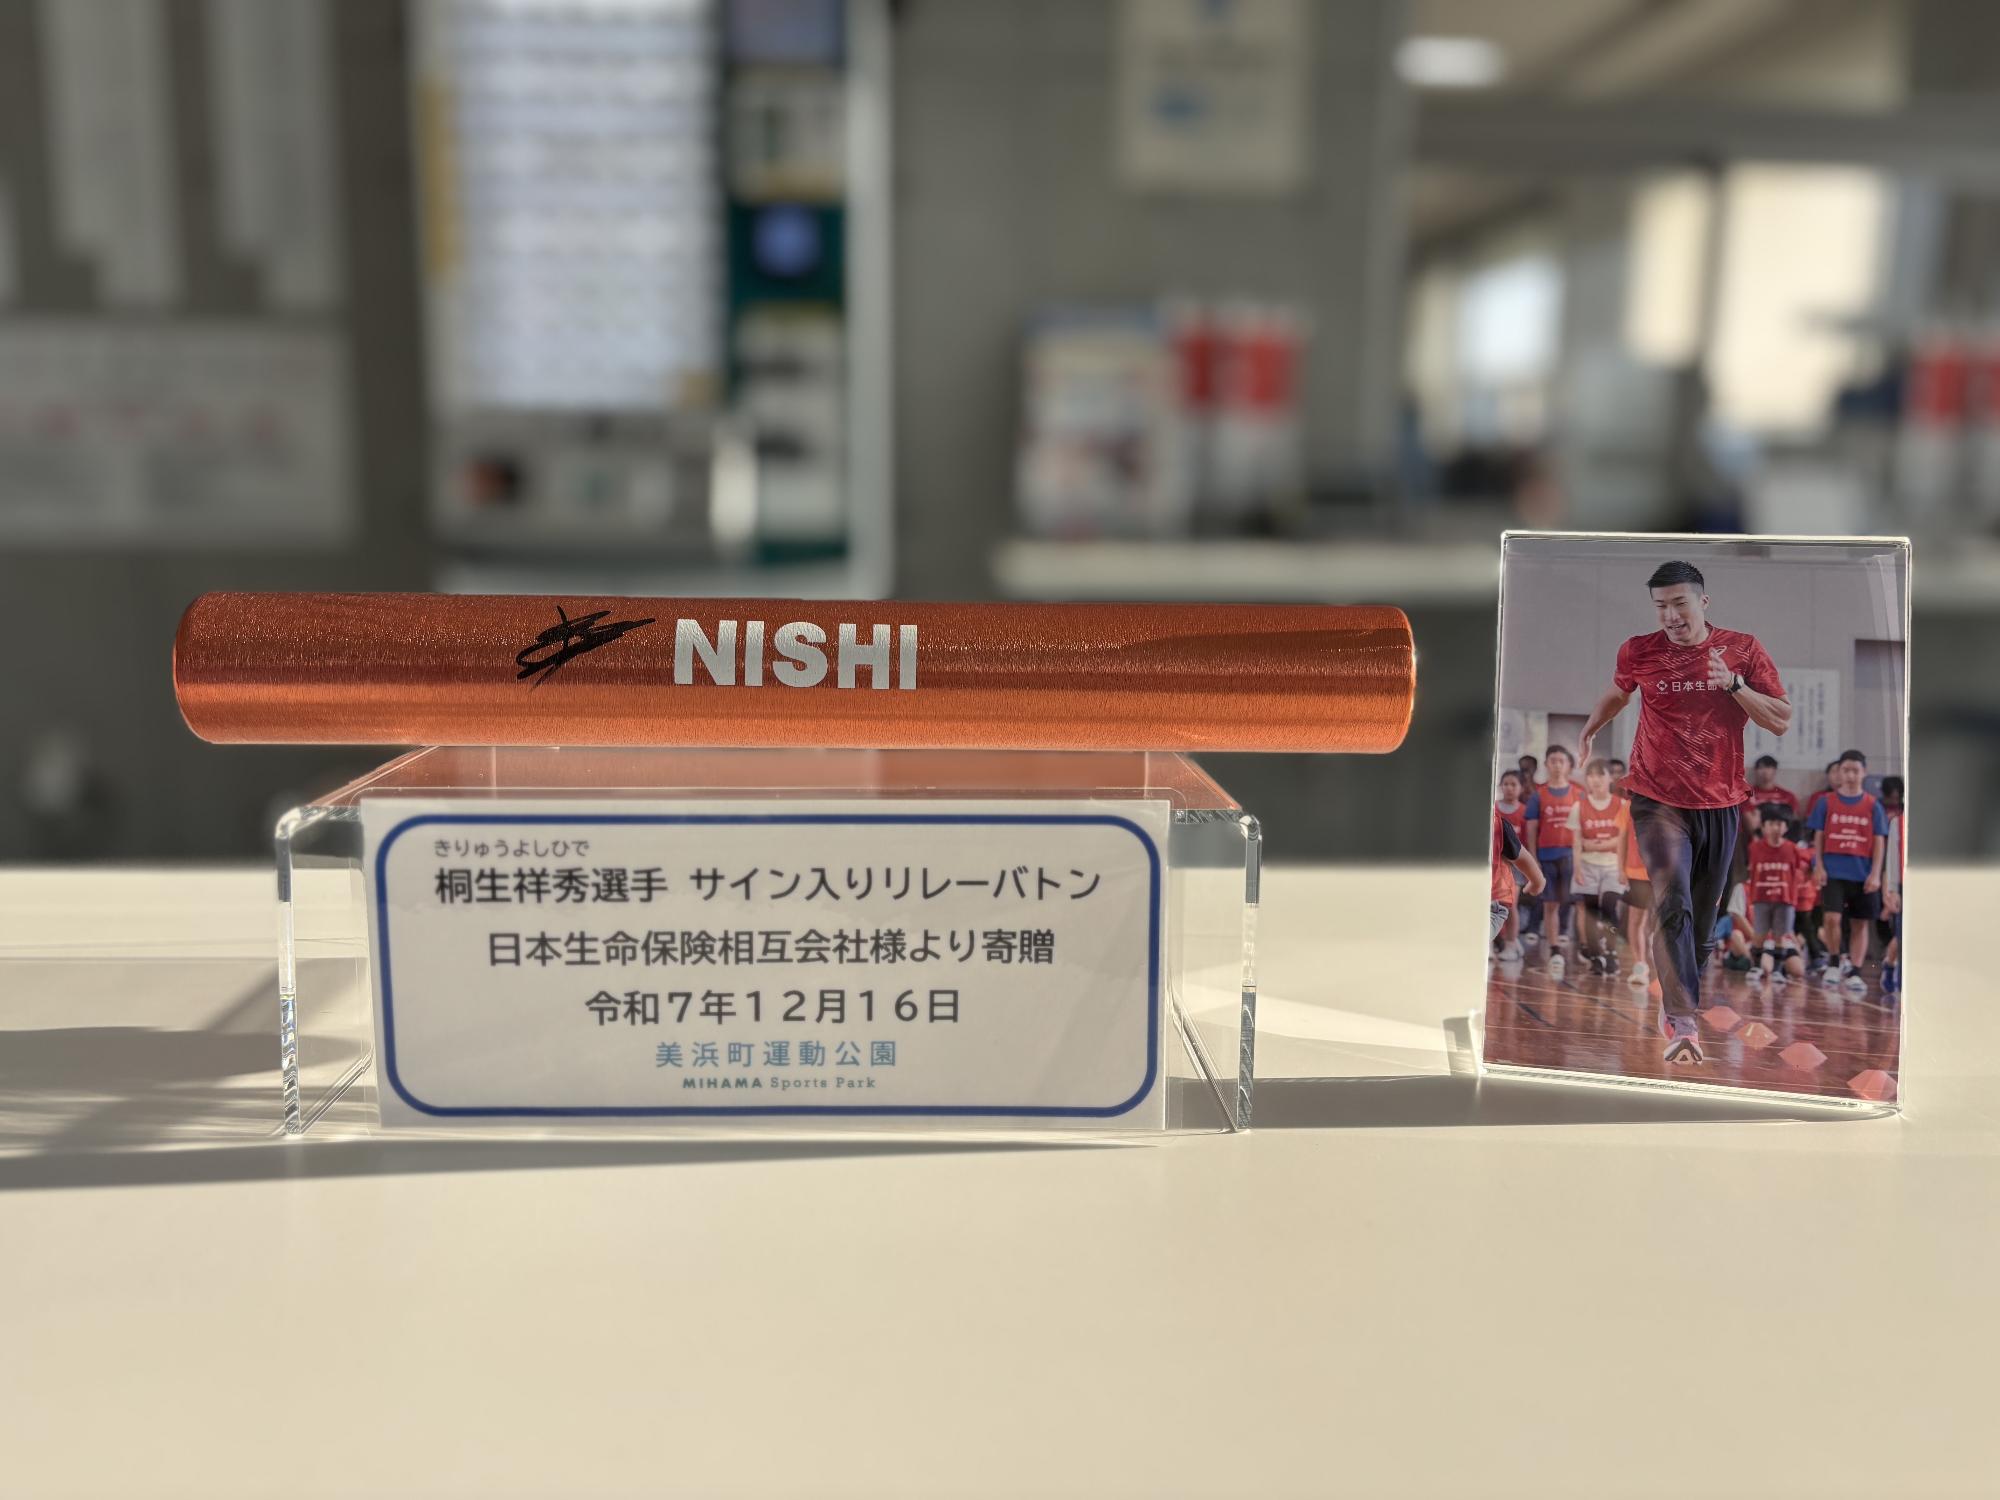 NISHI
きりゅうよしひで
桐生祥秀選手 サイン入りリレーバトン
日本生命保険相互会社様より寄贈
令和７年１２月１６日
美浜町運動公園
MIHAMA Sports Park
日本生命